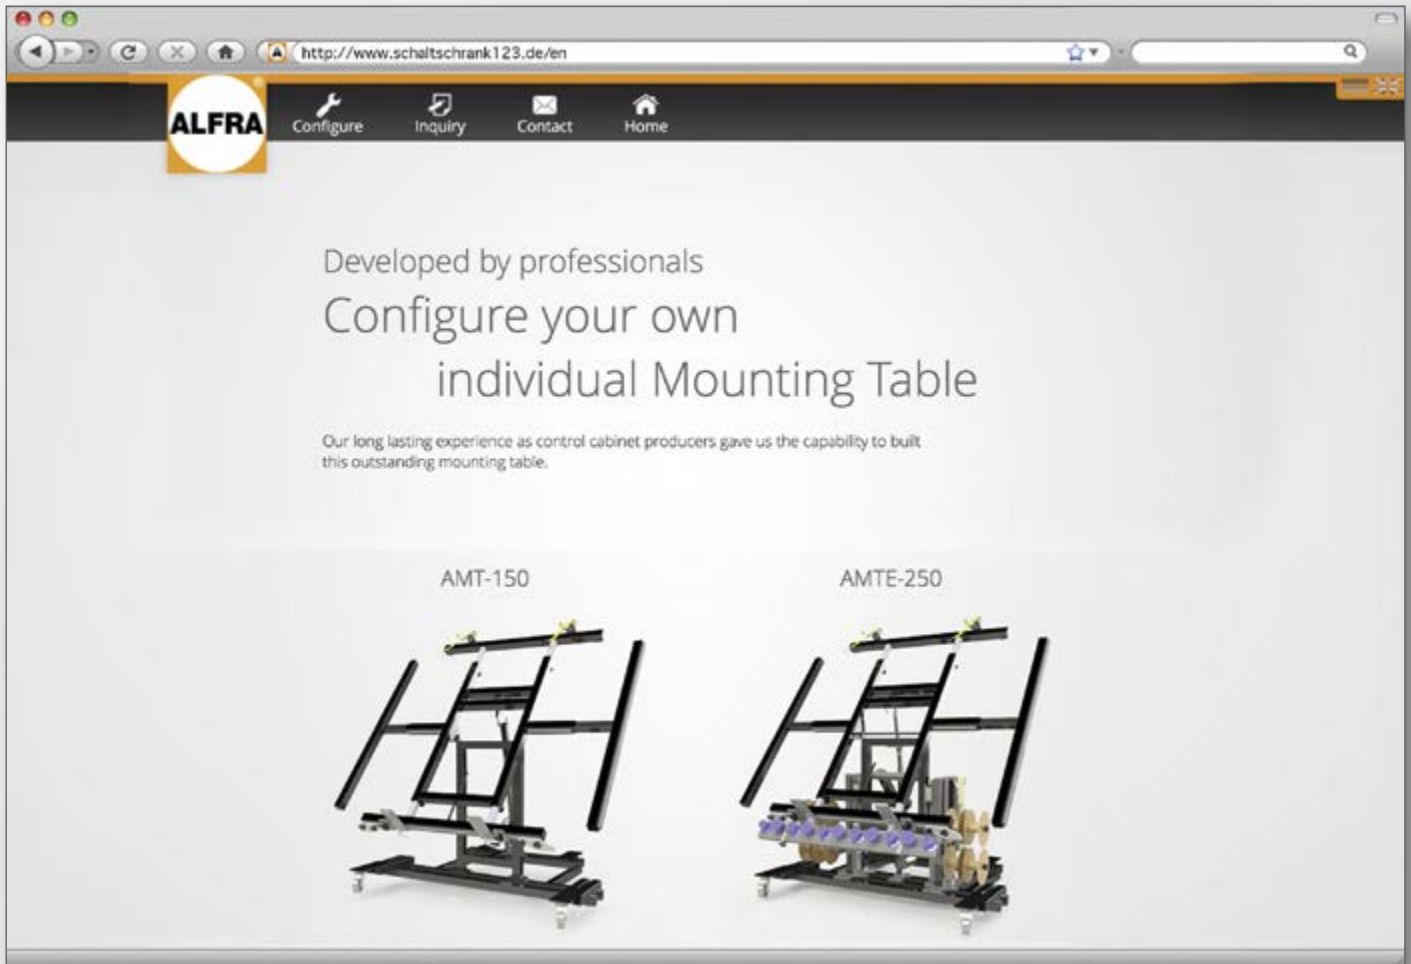 http://www.schaltschrank123.de/en
ALFRA
Configure
Inquiry
Contact
Home
Developed by professionals
Configure your own
individual Mounting Table
Our long lasting experience as control cabinet producers gave us the capability to built
this outstanding mounting table.
AMT-150
AMTE-250